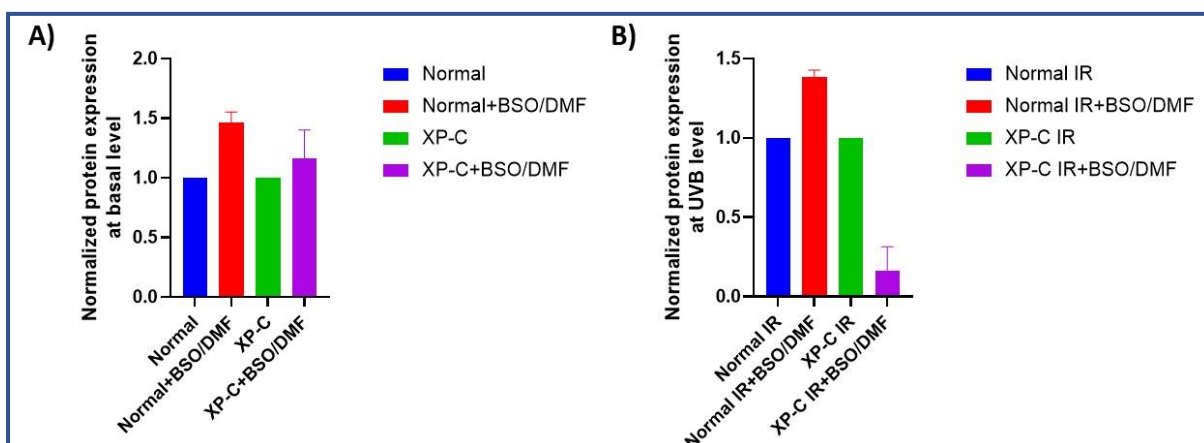 A)
Normalized protein expression
at basal level
2.0
1.5
1.0
0.5
0.0
Normal
Normal+BSO/DMF
XP-C
XP-C+BSO/DMF
Normal
Normal+BSO/DMF
XP-C
XP-C+BSO/DMF
B)
Normalized protein expression
at UVB level
1.5
1.0
0.5
0.0
Normal IR
Normal IR+BSO/DMF
XP-C IR
XP-C IR+BSO/DMF
Normal IR
Normal IR+BSO/DMF
XP-C IR
XP-C IR+BSO/DMF